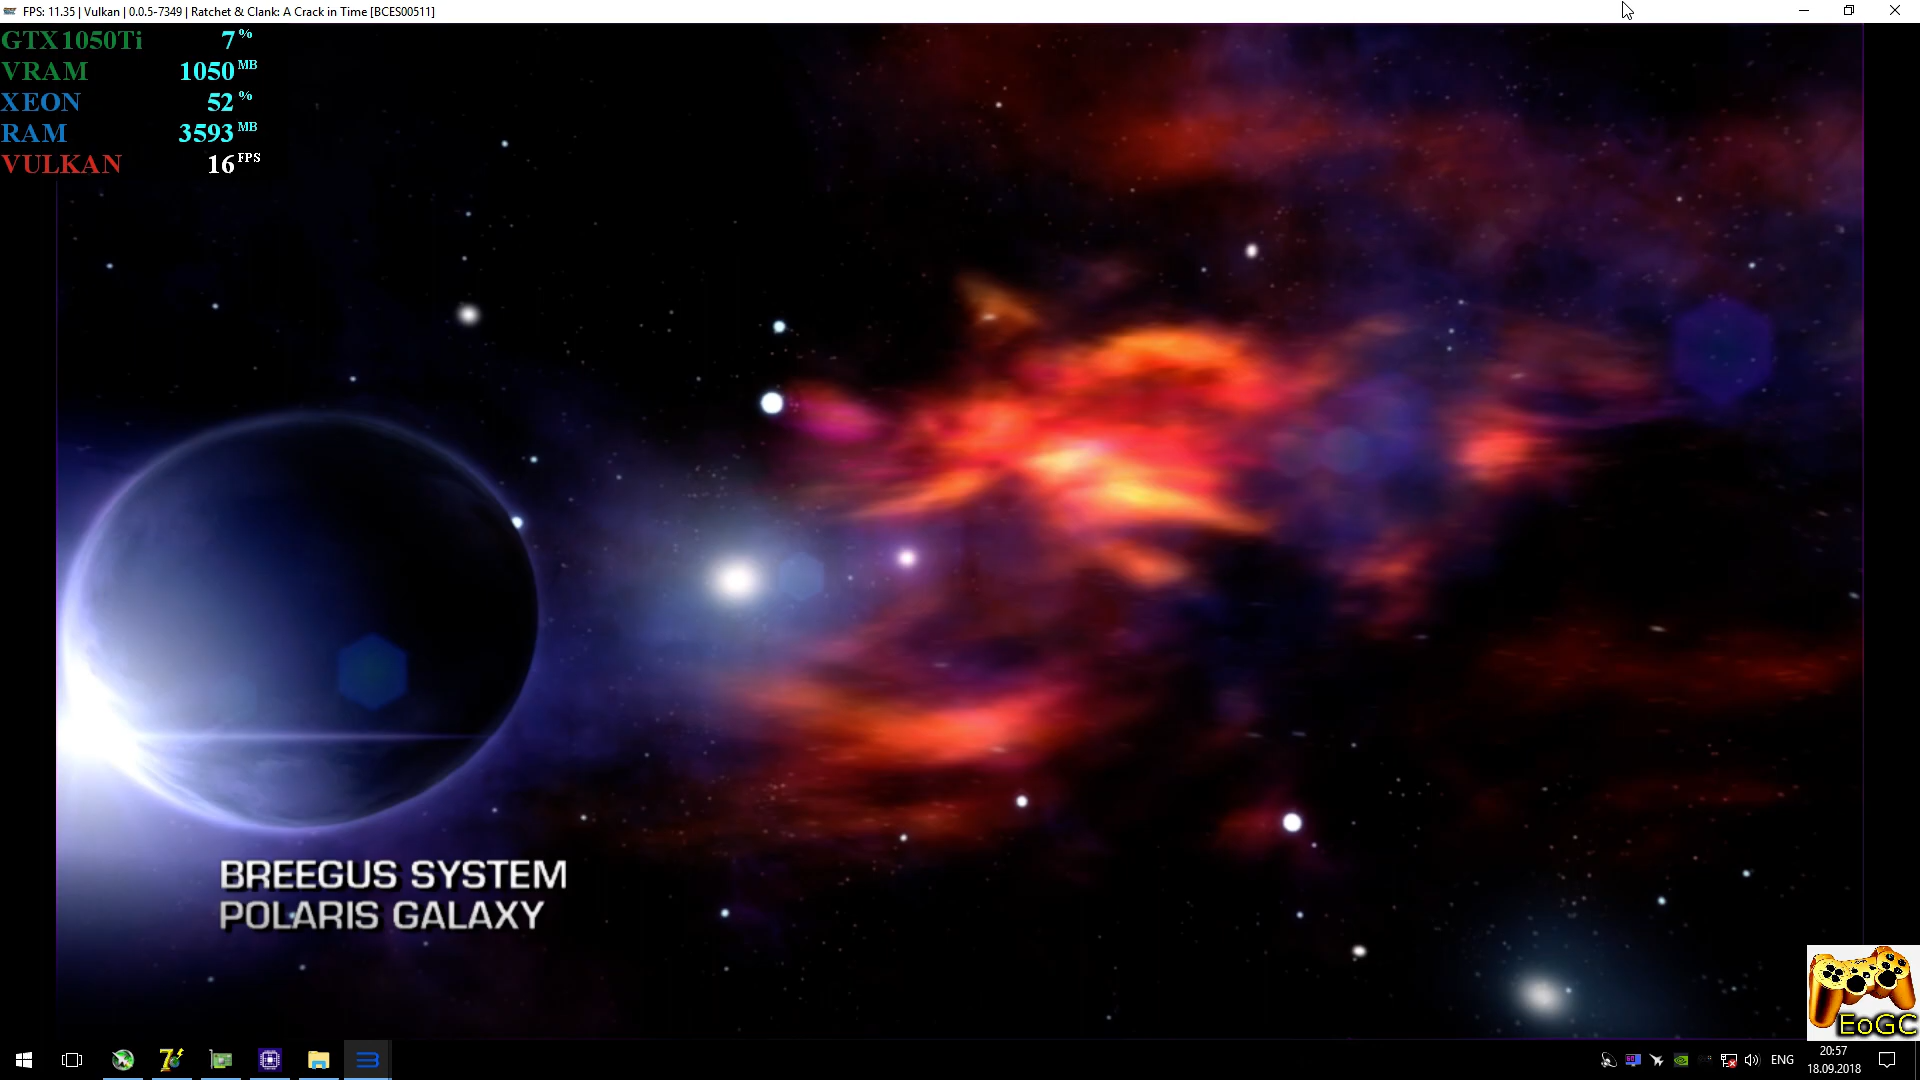 FPS: 11.35 | Vulkan | 0.0.5-7349 | Ratchet & Clank: A Crack in Time [BCES00511]
GTX1050Ti 7 %
VRAM 1050 MB
XEON 52 %
RAM 3593 MB
VULKAN 16 FPS
BREEGUS SYSTEM
POLARIS GALAXY
EoGC
ENG
20:57
18.09.2018